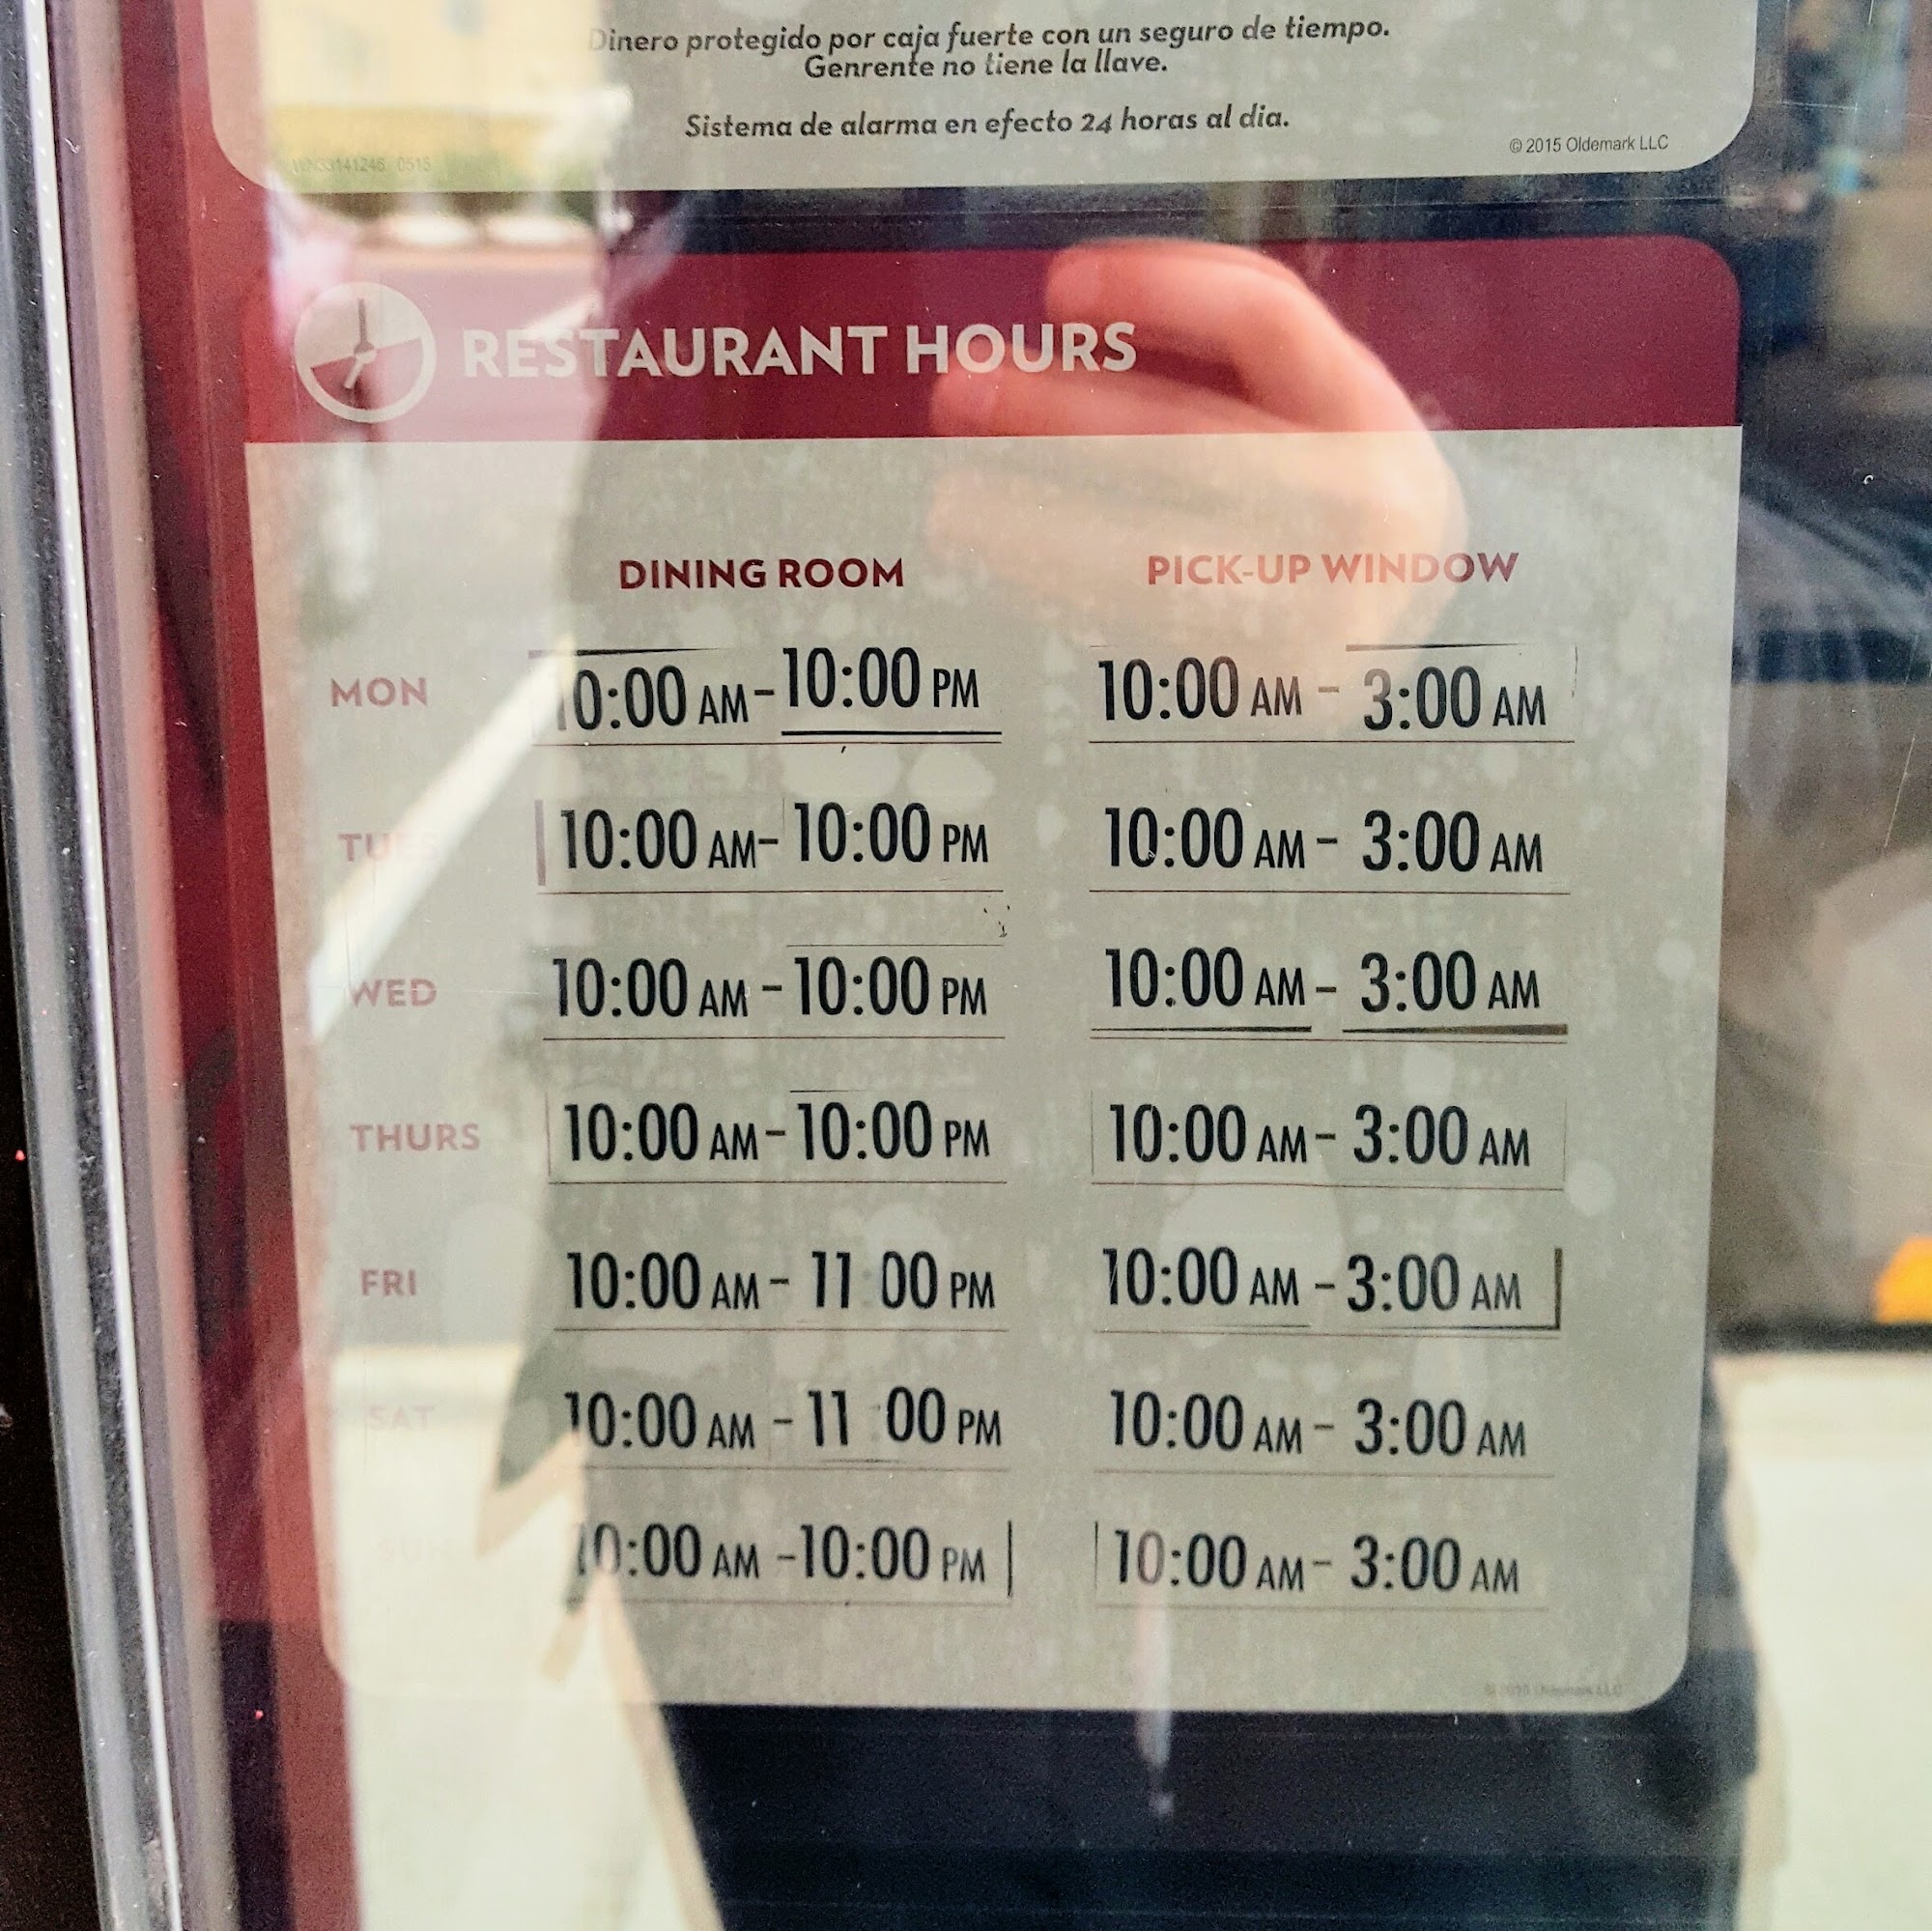 Dinero protegido por caja fuerte con un seguro de tiempo.
Genrente no tiene la llave.
Sistema de alarma en efecto 24 horas al dia.
© 2015 Oldemark LLC
WNS3141246 0515
RESTAURANT HOURS
DINING ROOM PICK-UP WINDOW
MON 10:00 AM - 10:00 PM 10:00 AM - 3:00 AM
TUES 10:00 AM - 10:00 PM 10:00 AM - 3:00 AM
WED 10:00 AM - 10:00 PM 10:00 AM - 3:00 AM
THURS 10:00 AM - 10:00 PM 10:00 AM - 3:00 AM
FRI 10:00 AM - 11 00 PM 10:00 AM - 3:00 AM
SAT 10:00 AM - 11 00 PM 10:00 AM - 3:00 AM
SUN 10:00 AM - 10:00 PM 10:00 AM - 3:00 AM